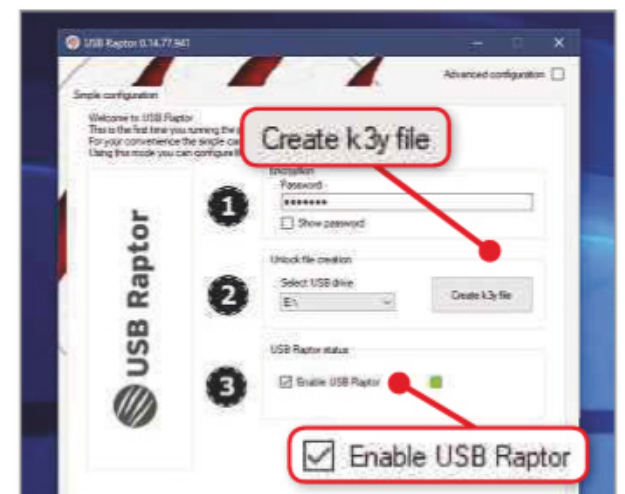 USB Raptor 0.14.77.941
Advanced configuration
Simple configuration
Welcome to USB Raptor
This is the first time you running the
For your convenience the simple
Using this mode you can configure
Create k3y file
Encryption
Password
*******
Show password
1
USB Raptor
Unlock file creation
Select USB drive
E:\
Create k3y file
2
USB Raptor status
Enable USB Raptor
3
Enable USB Raptor